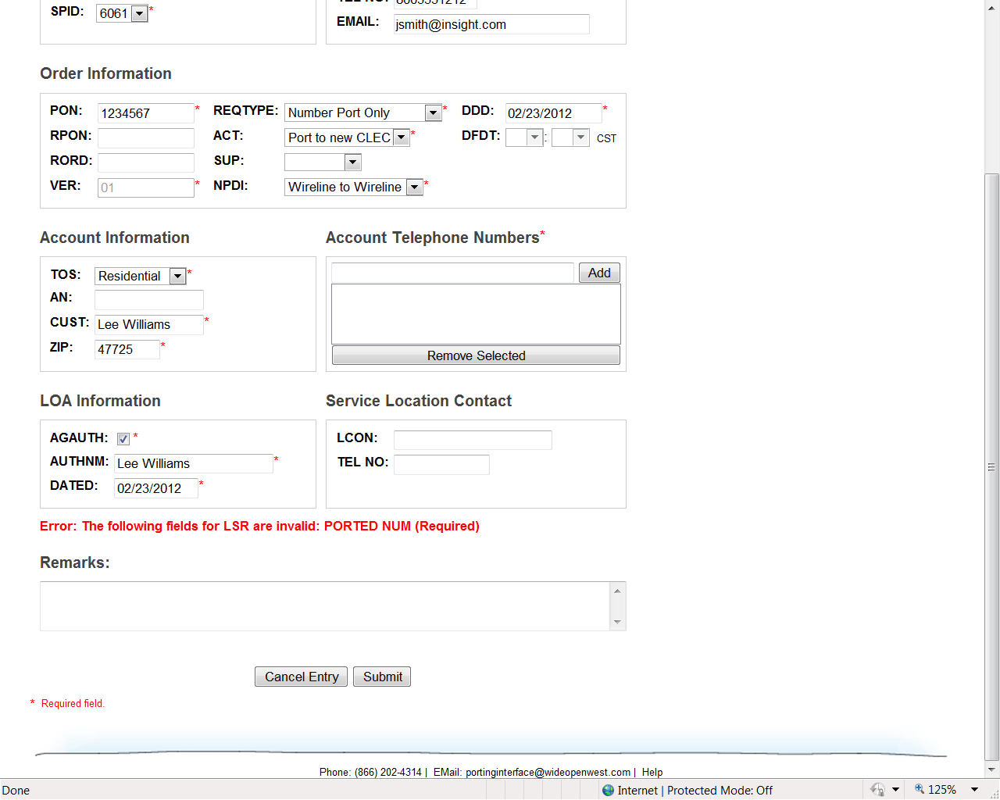 SPID: 6061 *
TEL NO: 8005551212
EMAIL: jsmith@insight.com
Order Information
PON: 1234567 * REQTYPE: Number Port Only * DDD: 02/23/2012 *
RPON: ACT: Port to new CLEC * DFDT: : CST
RORD: SUP:
VER: 01 * NPDI: Wireline to Wireline *
Account Information
TOS: Residential *
AN:
CUST: Lee Williams *
ZIP: 47725 *
Account Telephone Numbers*
Add
Remove Selected
LOA Information
AGAUTH: *
AUTHNM: Lee Williams *
DATED: 02/23/2012 *
Service Location Contact
LCON:
TEL NO:
Error: The following fields for LSR are invalid: PORTED NUM (Required)
Remarks:
Cancel Entry Submit
* Required field.
Phone: (866) 202-4314 | EMail: portinginterface@wideopenwest.com | Help
Done Internet | Protected Mode: Off 125%